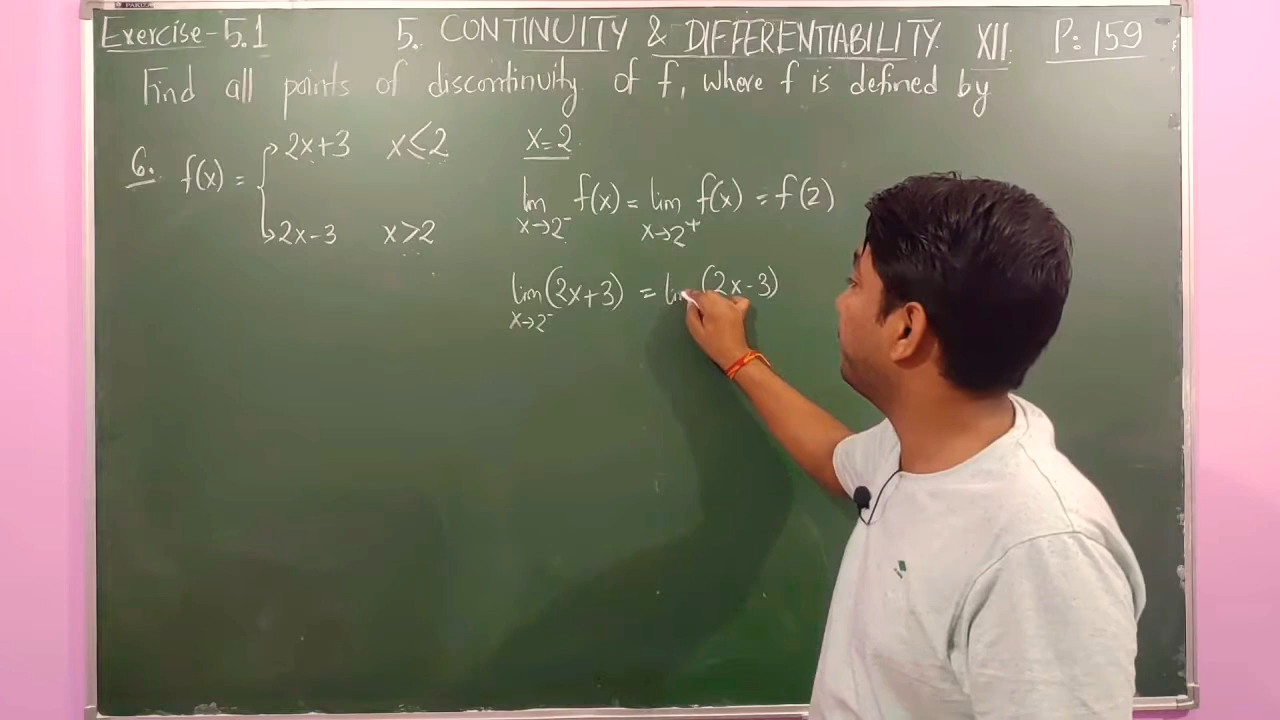 Exercise-5.1 5. CONTINUITY & DIFFERENTIABILITY XII P: 159
Find all points of discontinuity of f, where f is defined by
6. f(x) = 2x+3 x≤2
2x-3 x>2
x=2
lim x→2⁻ f(x) = lim x→2⁺ f(x) = f(2)
lim x→2⁻ (2x+3) = lim (2x-3)